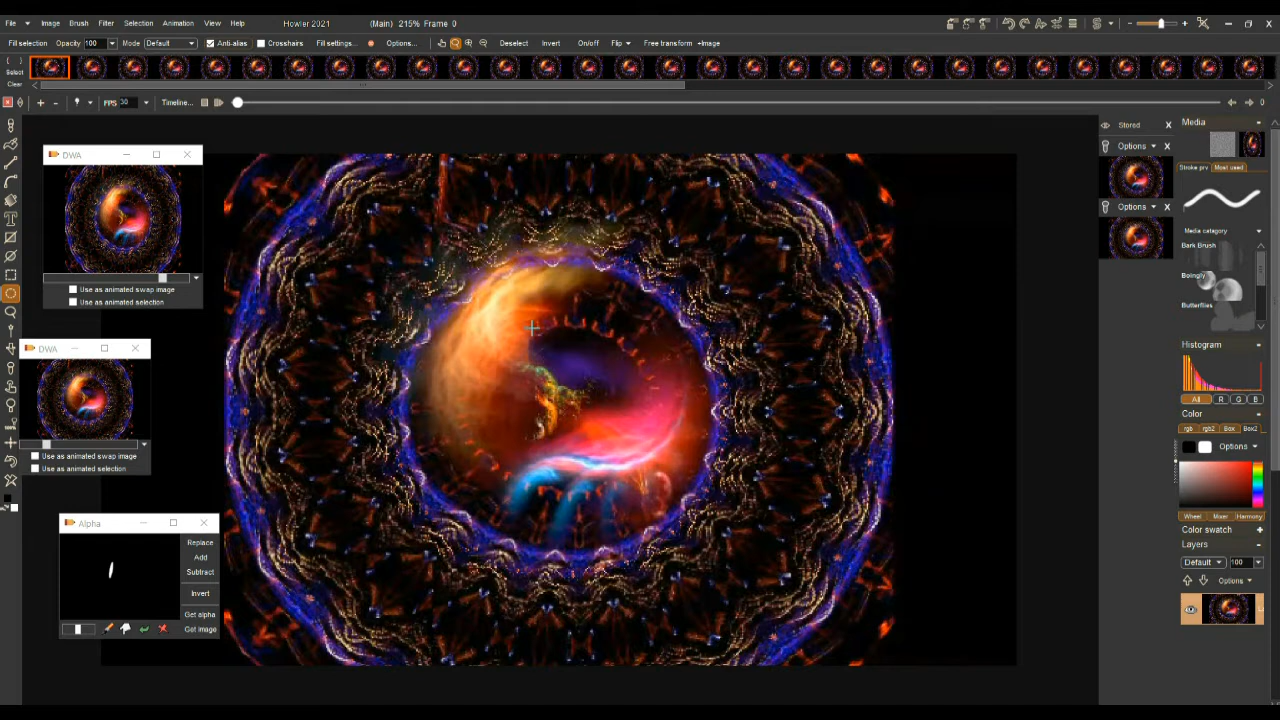 File Image Brush Filter Selection Animation View Help Howler 2021 (Main) 215% Frame 0
Fill selection Opacity 100 Mode Default Anti-alias Crosshairs Fill settings... Options... Deselect Invert On/off Flip Free transform +Image
Select
Clear
+ - FPS 30 Timeline... 0
DWA
Use as animated swap image
Use as animated selection
DWA
Use as animated swap image
Use as animated selection
Alpha
Replace
Add
Subtract
Invert
Get alpha
Get image
Stored X
Options X
Options X
Media
Stroke prv Most used
Media category
Bark Brush
Boingly
Butterflies
Histogram
All R G B
Color
rgb rgb2 Box Box2
Options
Wheel Mixer Harmony
Color swatch +
Layers -
Default 100
Options